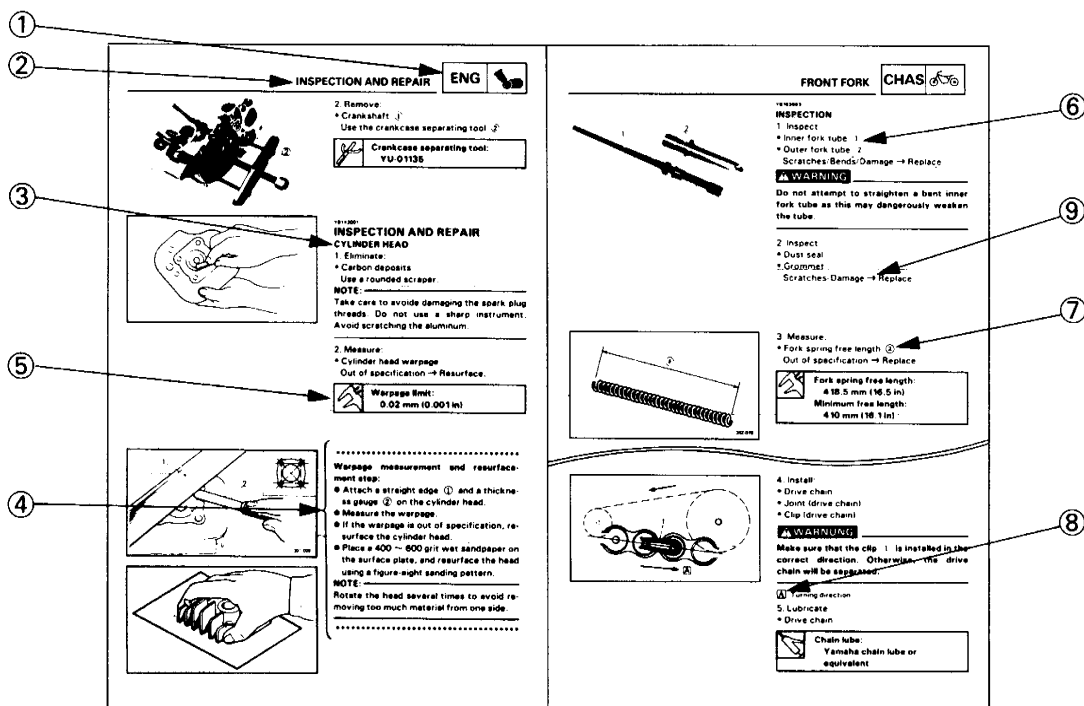 ①
②
INSPECTION AND REPAIR
ENG
2. Remove:
• Crankshaft ①
Use the crankcase separating tool ②
②
Crankcase separating tool:
YU-01135
③
INSPECTION AND REPAIR
CYLINDER HEAD
1. Eliminate:
• Carbon deposits
Use a rounded scraper.
NOTE:
Take care to avoide damaging the spark plug
threads. Do not use a sharp instrument.
Avoid scratching the aluminum.
2. Measure:
• Cylinder head warpage
Out of specification → Resurface.
⑤
Warpage limit:
0.02 mm (0.001 in)
④
1
2
Warpage measurement and resurface-
ment step:
● Attach a straight edge ① and a thickne-
ss gauge ② on the cylinder head.
● Measure the warpage.
● If the warpage is out of specification, re-
surface the cylinder head.
● Place a 400 ~ 600 grit wet sandpaper on
the surface plate, and resurface the head
using a figure-eight sanding pattern.
NOTE:
Rotate the head several times to avoid re-
moving too much material from one side.
FRONT FORK
CHAS
1
2
INSPECTION
1. Inspect
• Inner fork tube 1
• Outer fork tube 2
Scratches/Bends/Damage → Replace
WARNING
Do not attempt to straighten a bent inner
fork tube as this may dangerously weaken
the tube.
⑥
2. Inspect
• Dust seal
• Grommet
Scratches/Damage → Replace
⑨
3. Measure.
• Fork spring free length ⓐ
Out of specification → Replace
⑦
Fork spring free length:
418.5 mm (16.5 in)
Minimum free length:
410 mm (16.1 in)
4. Install:
• Drive chain
• Joint (drive chain)
• Clip (drive chain)
WARNUNG
Make sure that the clip 1 is installed in the
correct direction. Otherwise, the drive
chain will be separated.
⑧
A
A Turning direction
5. Lubricate
• Drive chain
Chain lube:
Yamaha chain lube or
equivalent